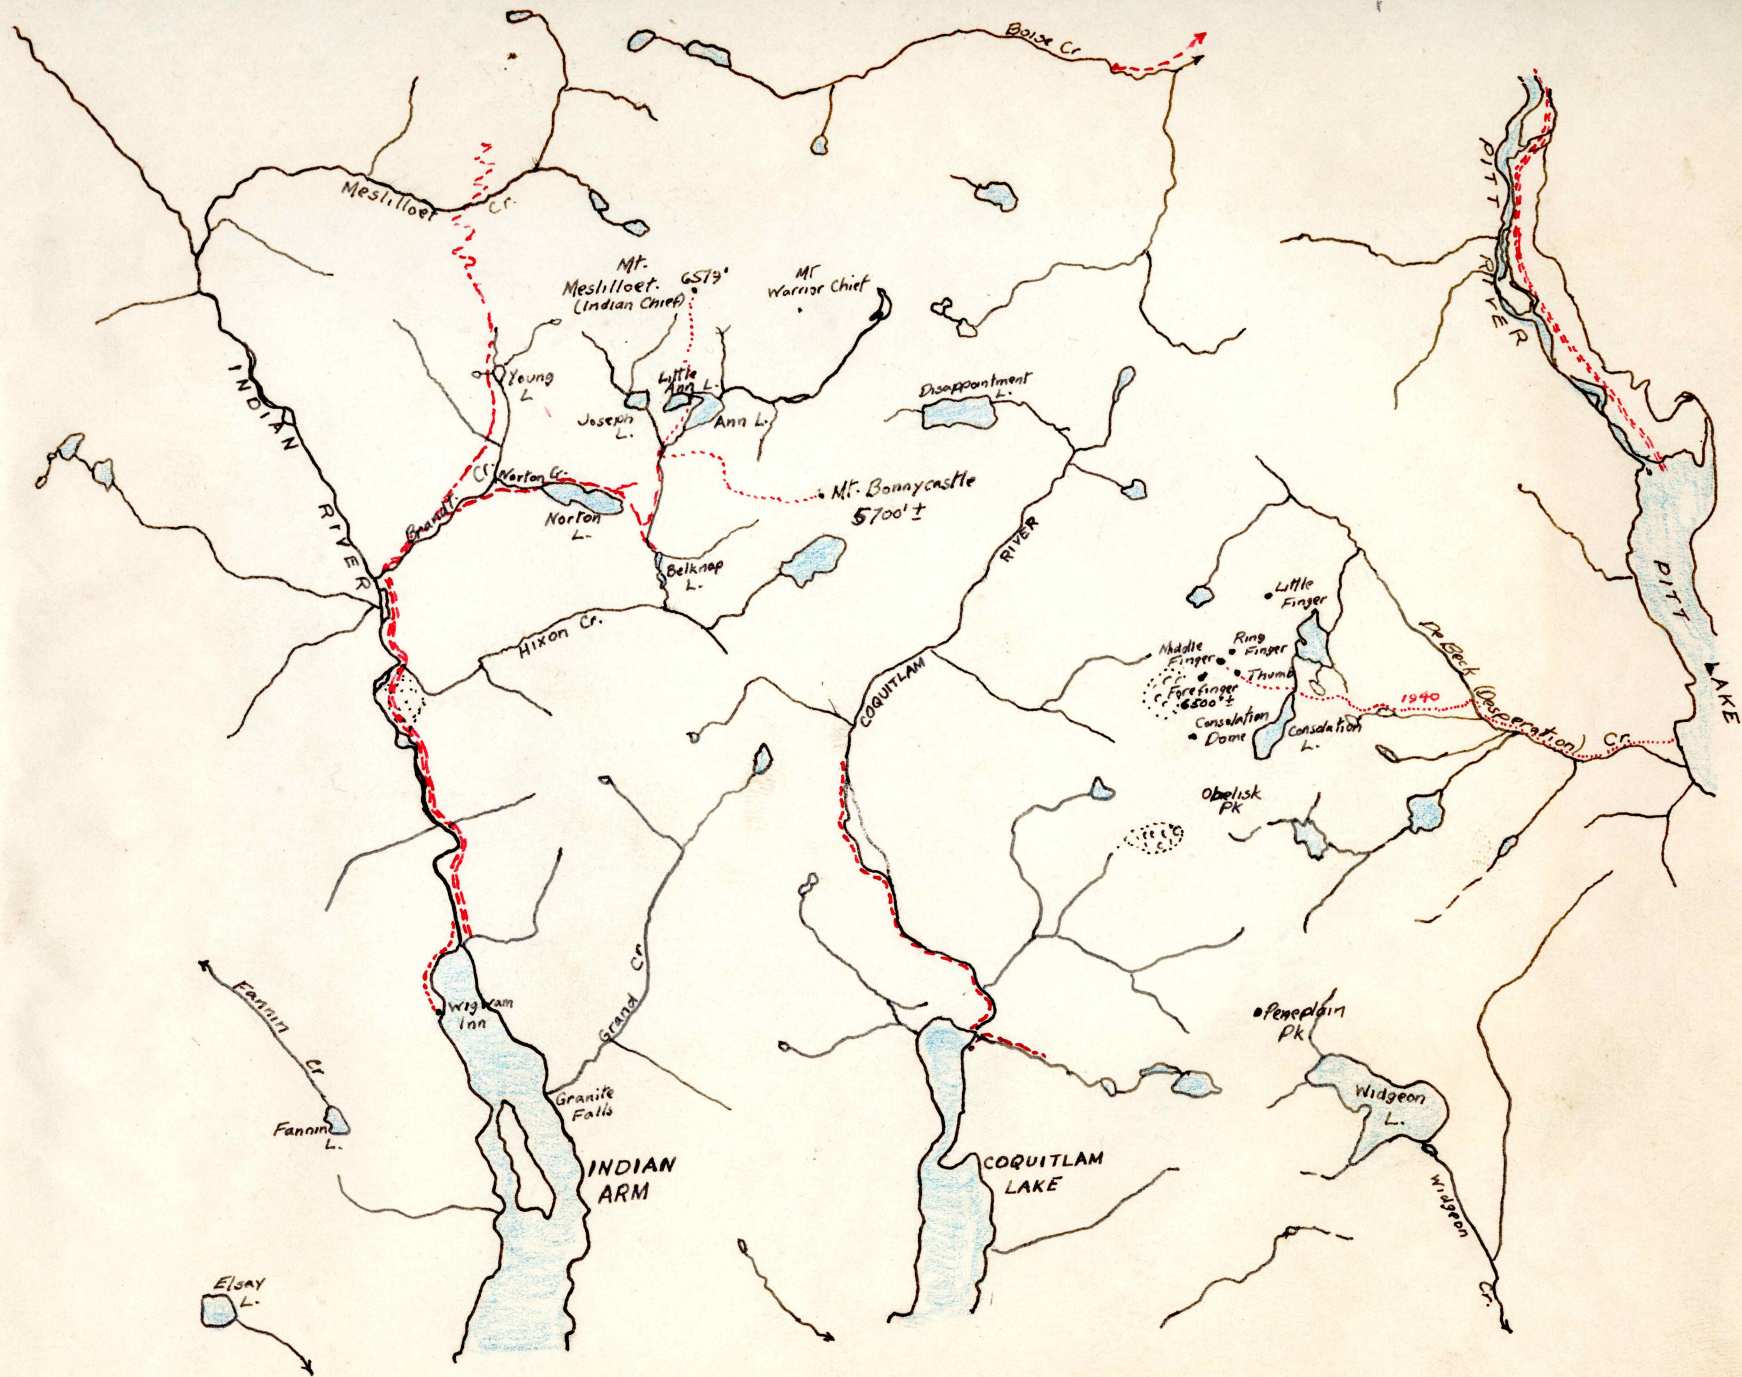 Boise Cr
PITT RIVER
Meslilloet Cr.
Mt.
Meslilloet. 6573'
(Indian Chief)
Mt
Warrior Chief
INDIAN RIVER
Young
L
Little
Ann L.
Joseph
L.
Ann L.
Disappointment
L.
Brandt. Cr.
Norton Cr.
Norton
L.
Mt. Bonnycastle
5700' ±
Belknap
L.
Hixon Cr.
COQUITLAM RIVER
PITT LAKE
Little
Finger
Ring
Finger
Middle
Finger
Thumb
Forefinger
6500' ±
Consolation
Dome
Consolation
L.
1940
DeBeck (Desperation) Cr.
Obelisk
PK
Fannin Cr
Fannin
L.
Wigwam
Inn
Grand Cr
Granite
Falls
INDIAN
ARM
COQUITLAM
LAKE
Peneplain
PK
Widgeon
L.
Widgeon Cr.
Elsay
L.